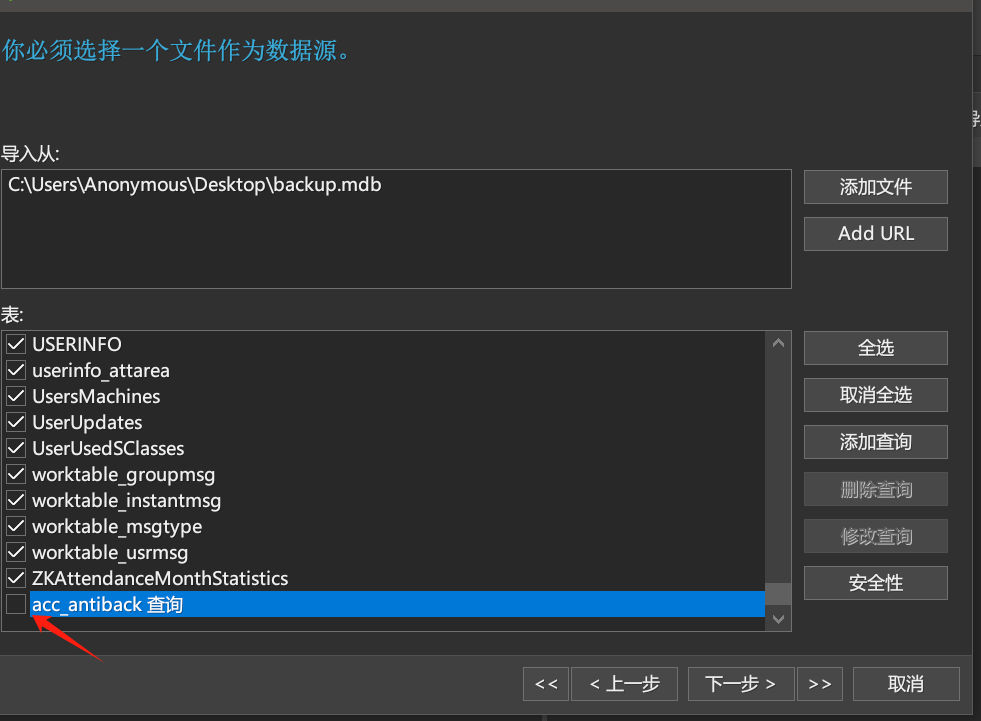 你必须选择一个文件作为数据源。
导入从:
C:\Users\Anonymous\Desktop\backup.mdb
添加文件
Add URL
表:
USERINFO
userinfo_attarea
UsersMachines
UserUpdates
UserUsedSClasses
worktable_groupmsg
worktable_instantmsg
worktable_msgtype
worktable_usrmsg
ZKAttendanceMonthStatistics
acc_antiback 查询
全选
取消全选
添加查询
删除查询
修改查询
安全性
<<
< 上一步
下一步 >
>>
取消